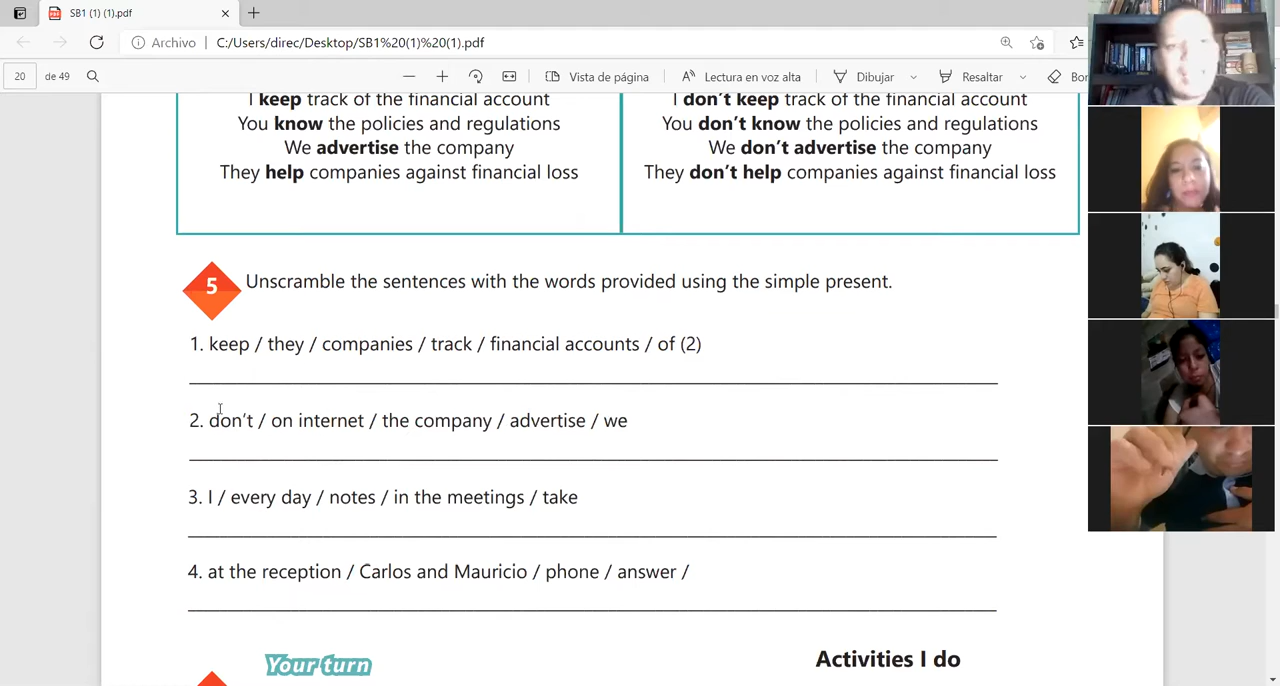 SB1 (1) (1).pdf
Archivo C:/Users/direc/Desktop/SB1%20(1)%20(1).pdf
20 de 49 Vista de página Lectura en voz alta Dibujar Resaltar
I keep track of the financial account
You know the policies and regulations
We advertise the company
They help companies against financial loss
I don't keep track of the financial account
You don't know the policies and regulations
We don't advertise the company
They don't help companies against financial loss
5 Unscramble the sentences with the words provided using the simple present.
1. keep / they / companies / track / financial accounts / of (2)
2. don't / on internet / the company / advertise / we
3. I / every day / notes / in the meetings / take
4. at the reception / Carlos and Mauricio / phone / answer /
Your turn
Activities I do